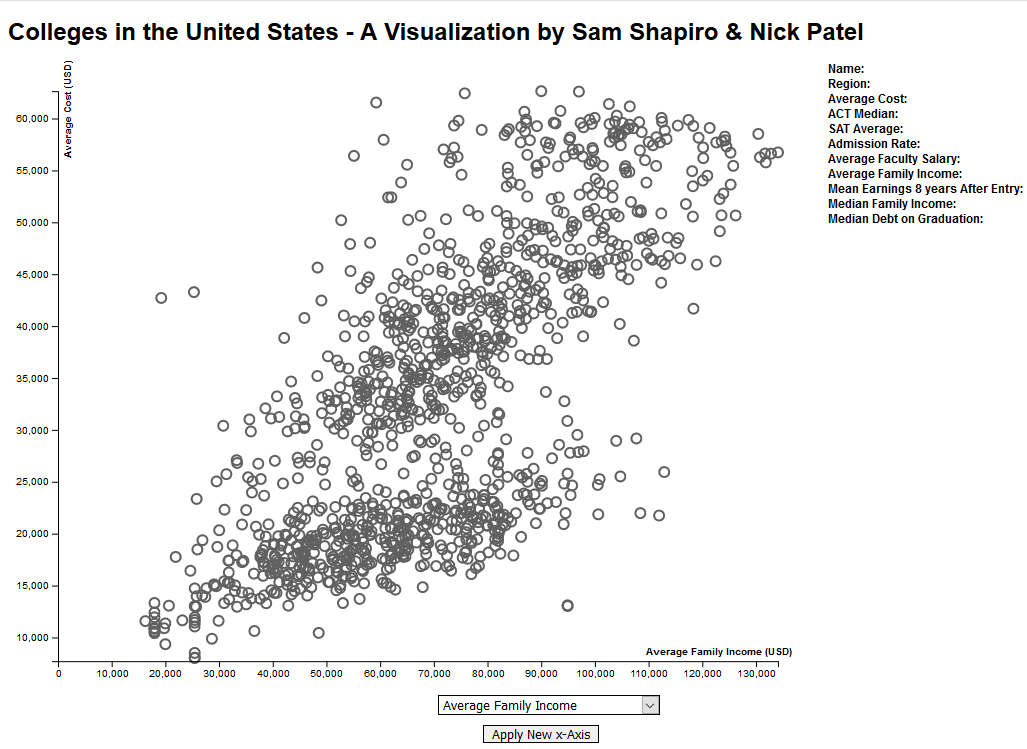 Colleges in the United States - A Visualization by Sam Shapiro & Nick Patel
Average Cost (USD)
60,000
55,000
50,000
45,000
40,000
35,000
30,000
25,000
20,000
15,000
10,000
Name:
Region:
Average Cost:
ACT Median:
SAT Average:
Admission Rate:
Average Faculty Salary:
Average Family Income:
Mean Earnings 8 years After Entry:
Median Family Income:
Median Debt on Graduation:
Average Family Income (USD)
0 10,000 20,000 30,000 40,000 50,000 60,000 70,000 80,000 90,000 100,000 110,000 120,000 130,000
Average Family Income
Apply New x-Axis